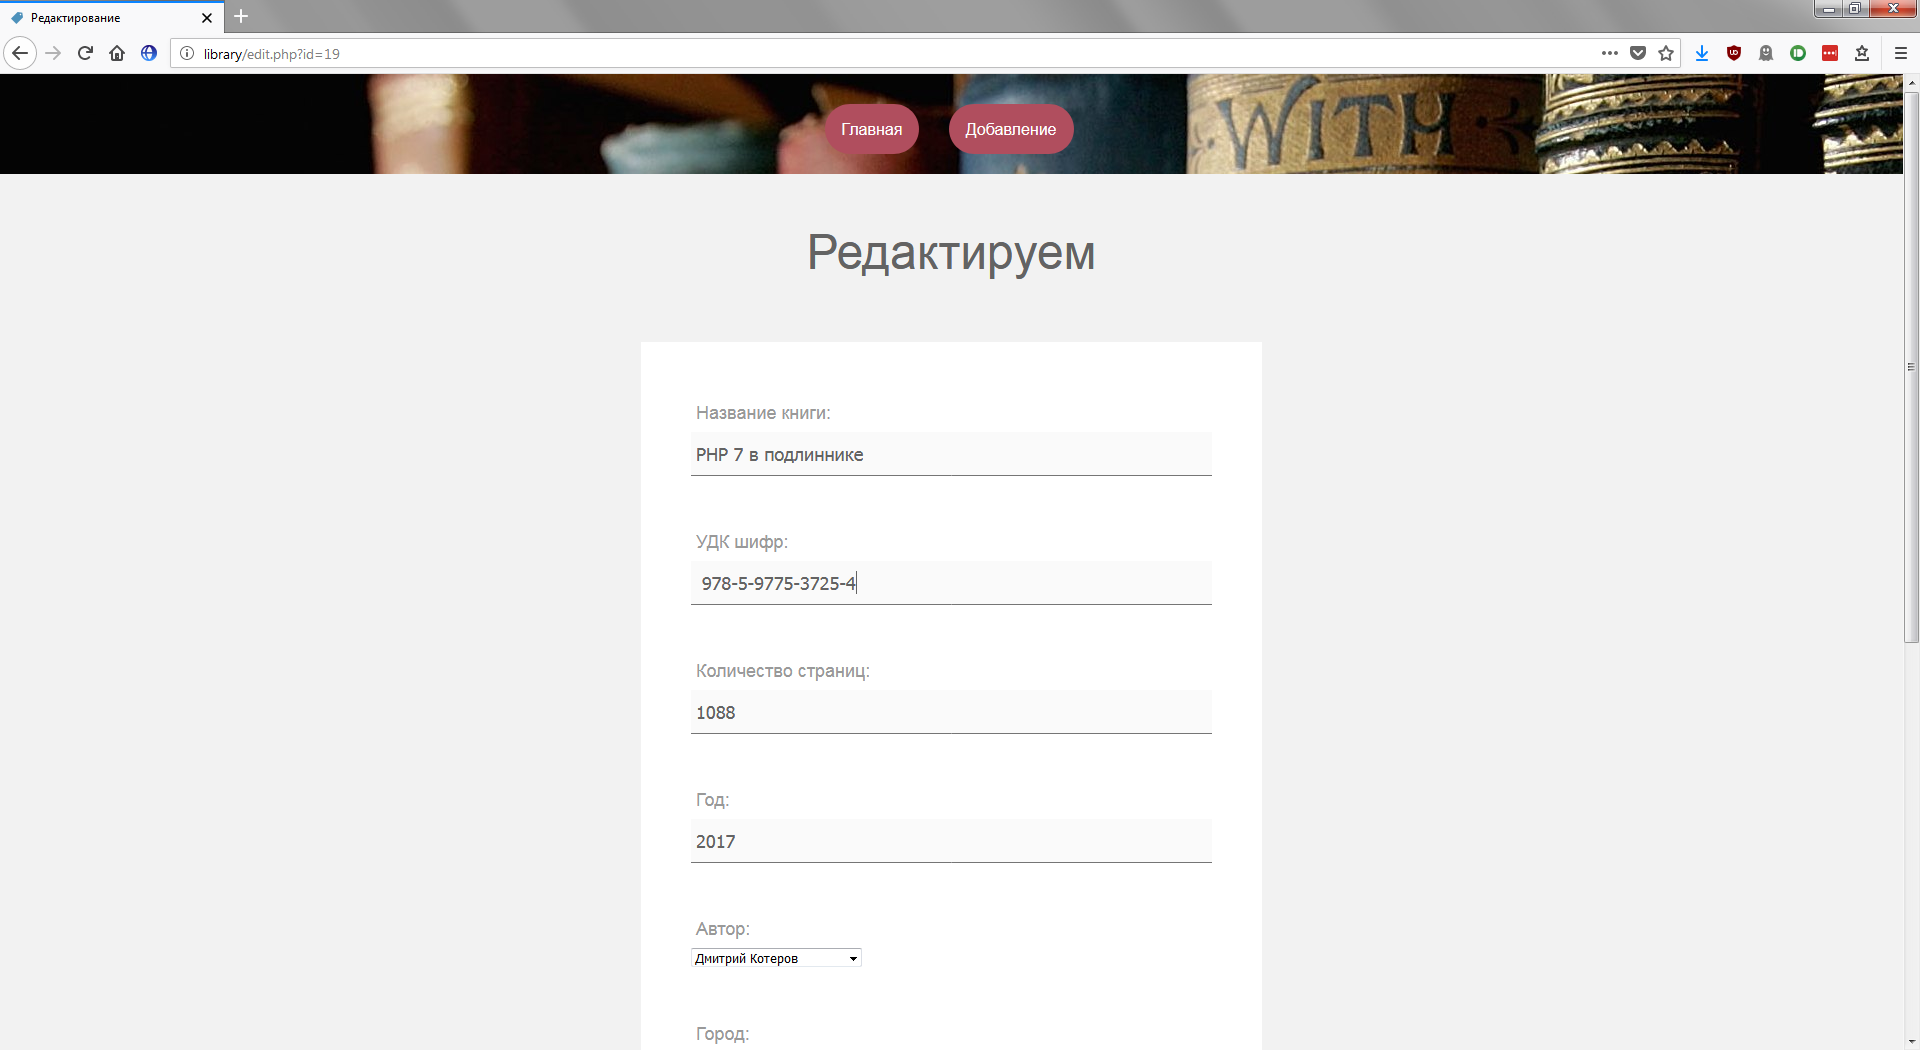 Редактирование
library/edit.php?id=19
WITH
Главная
Добавление
Редактируем
Название книги:
PHP 7 в подлиннике
УДК шифр:
978-5-9775-3725-4
Количество страниц:
1088
Год:
2017
Автор:
Дмитрий Котеров
Город: